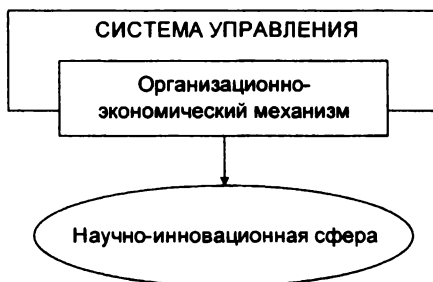 СИСТЕМА УПРАВЛЕНИЯ
Организационно-
экономический механизм
Научно-инновационная сфера